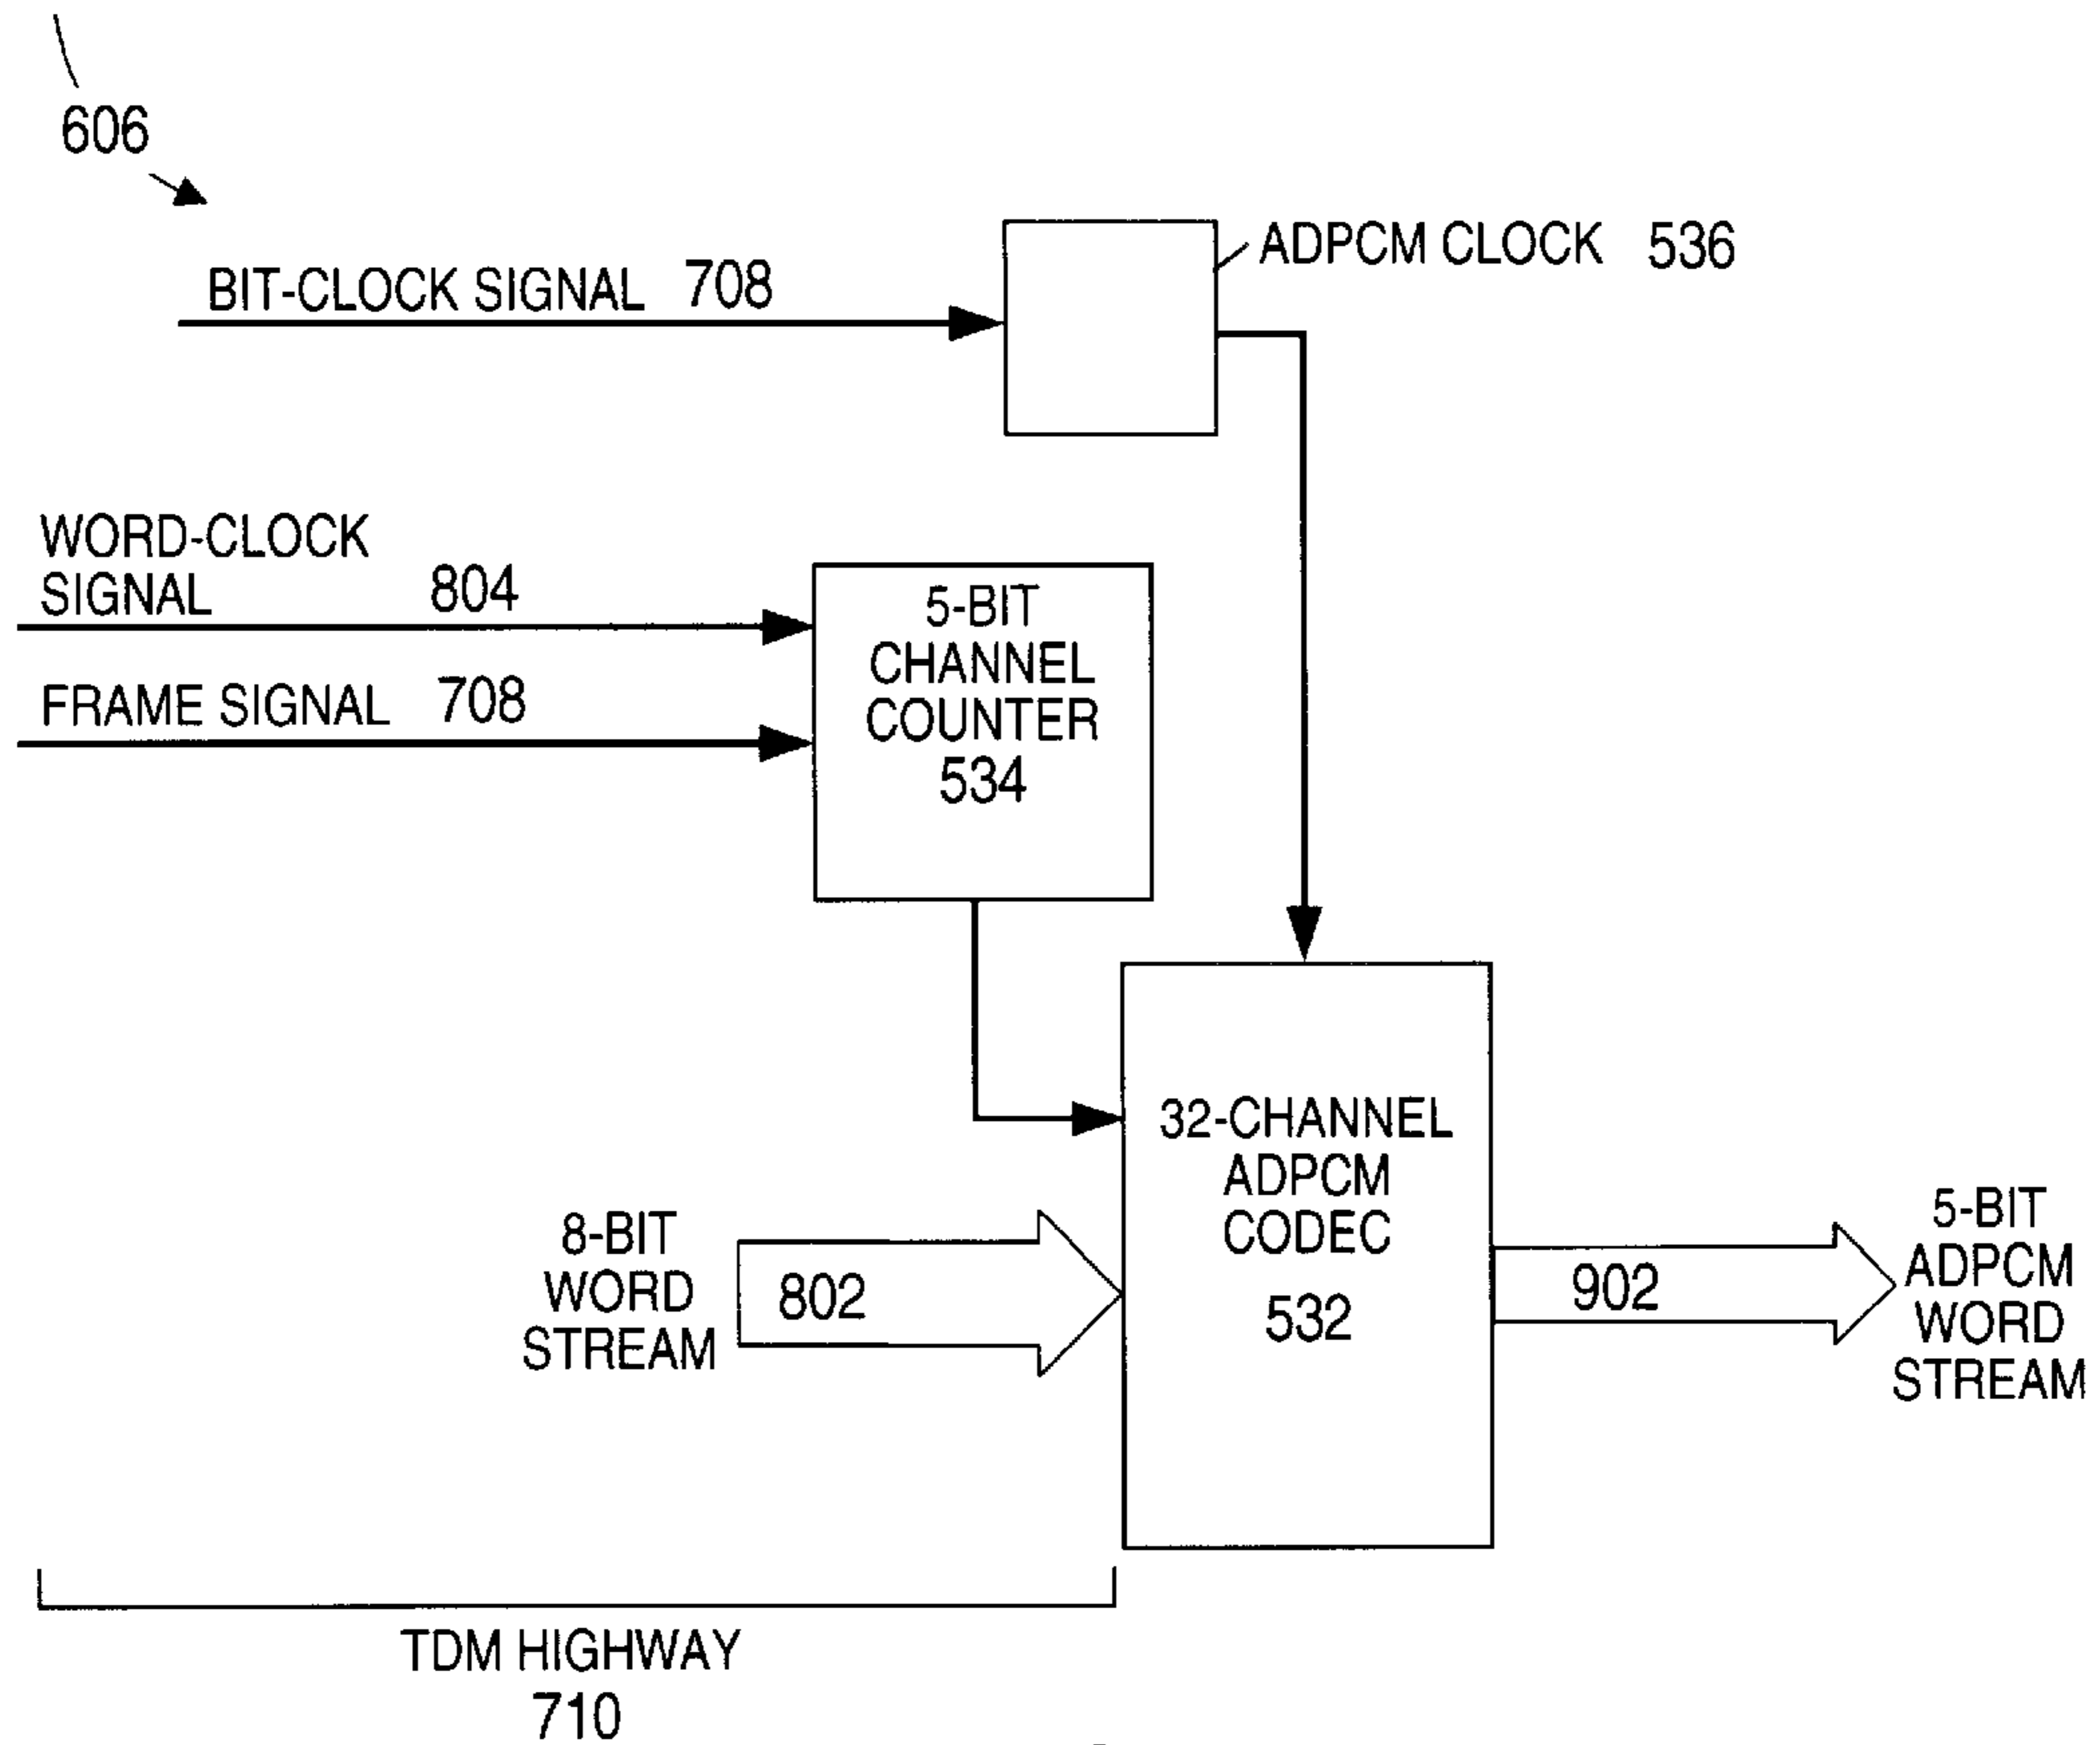 606
BIT-CLOCK SIGNAL 708
ADPCM CLOCK 536
WORD-CLOCK
SIGNAL 804
FRAME SIGNAL 708
5-BIT
CHANNEL
COUNTER
534
32-CHANNEL
ADPCM
CODEC
532
8-BIT
WORD
STREAM
802
902
5-BIT
ADPCM
WORD
STREAM
TDM HIGHWAY
710